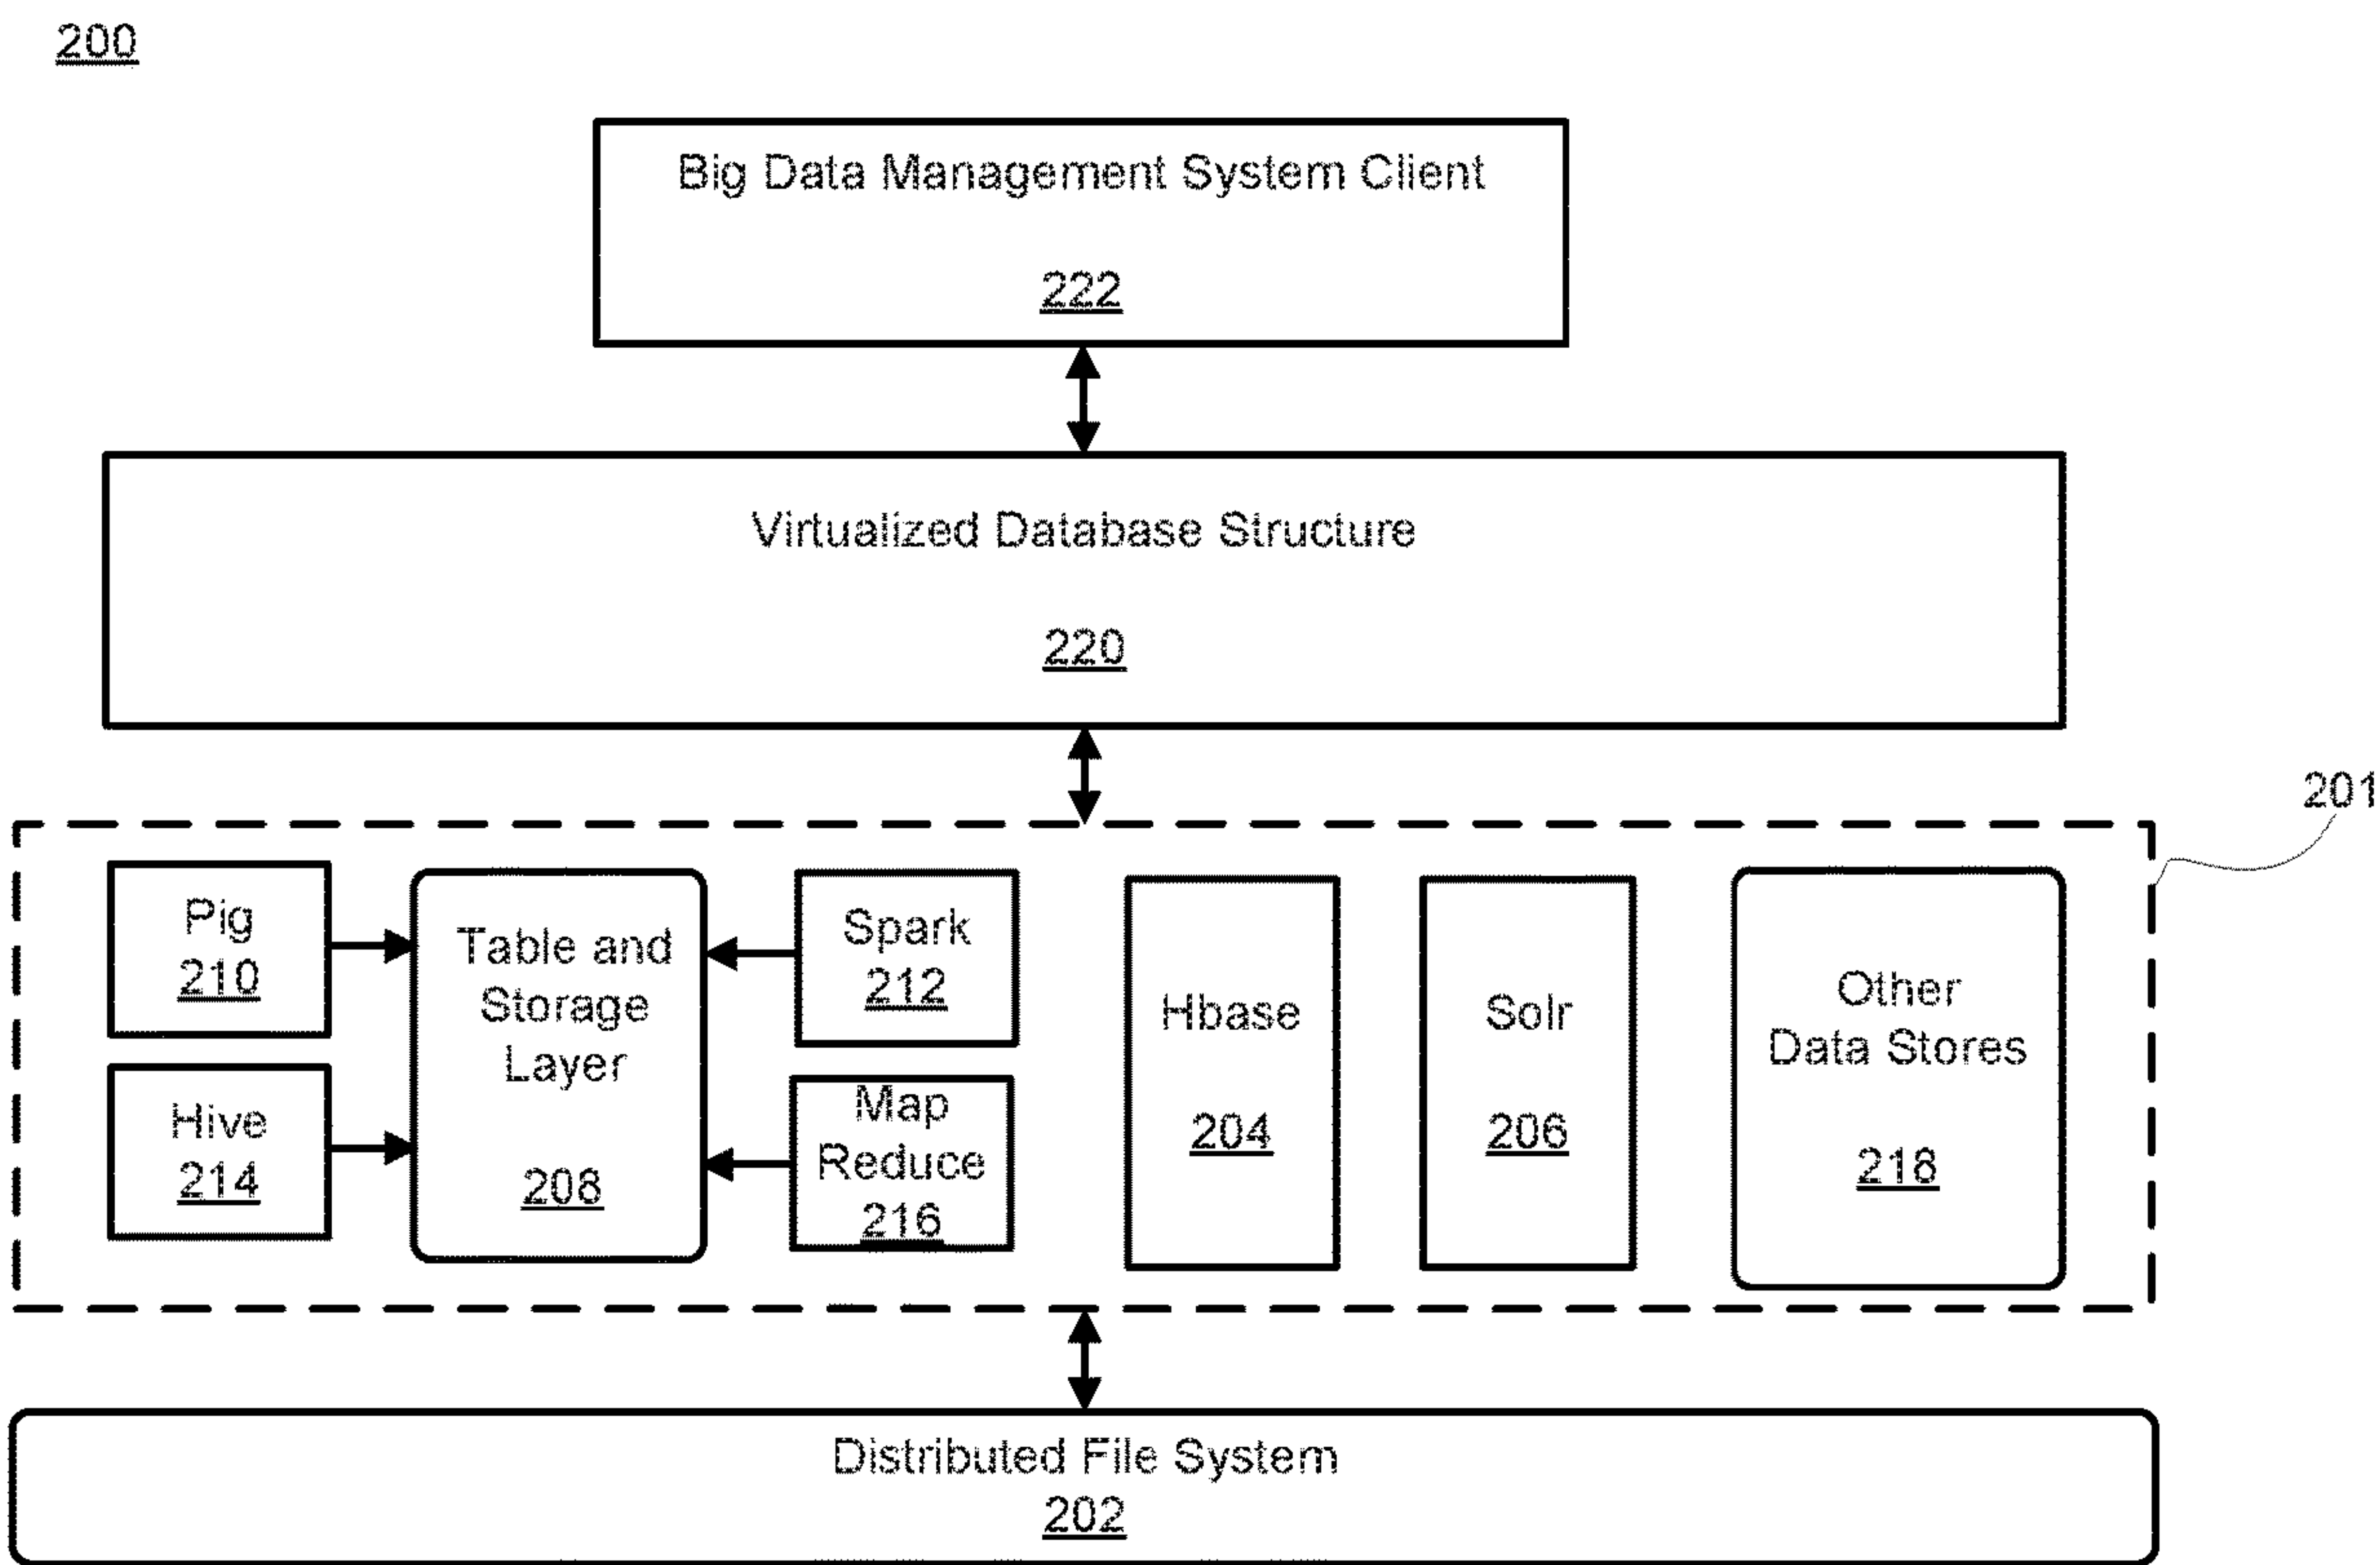 200
Big Data Management System Client
222
Virtualized Database Structure
220
201
Pig
210
Hive
214
Table and
Storage
Layer
208
Spark
212
Map
Reduce
216
Hbase
204
Solr
206
Other
Data Stores
218
Distributed File System
202